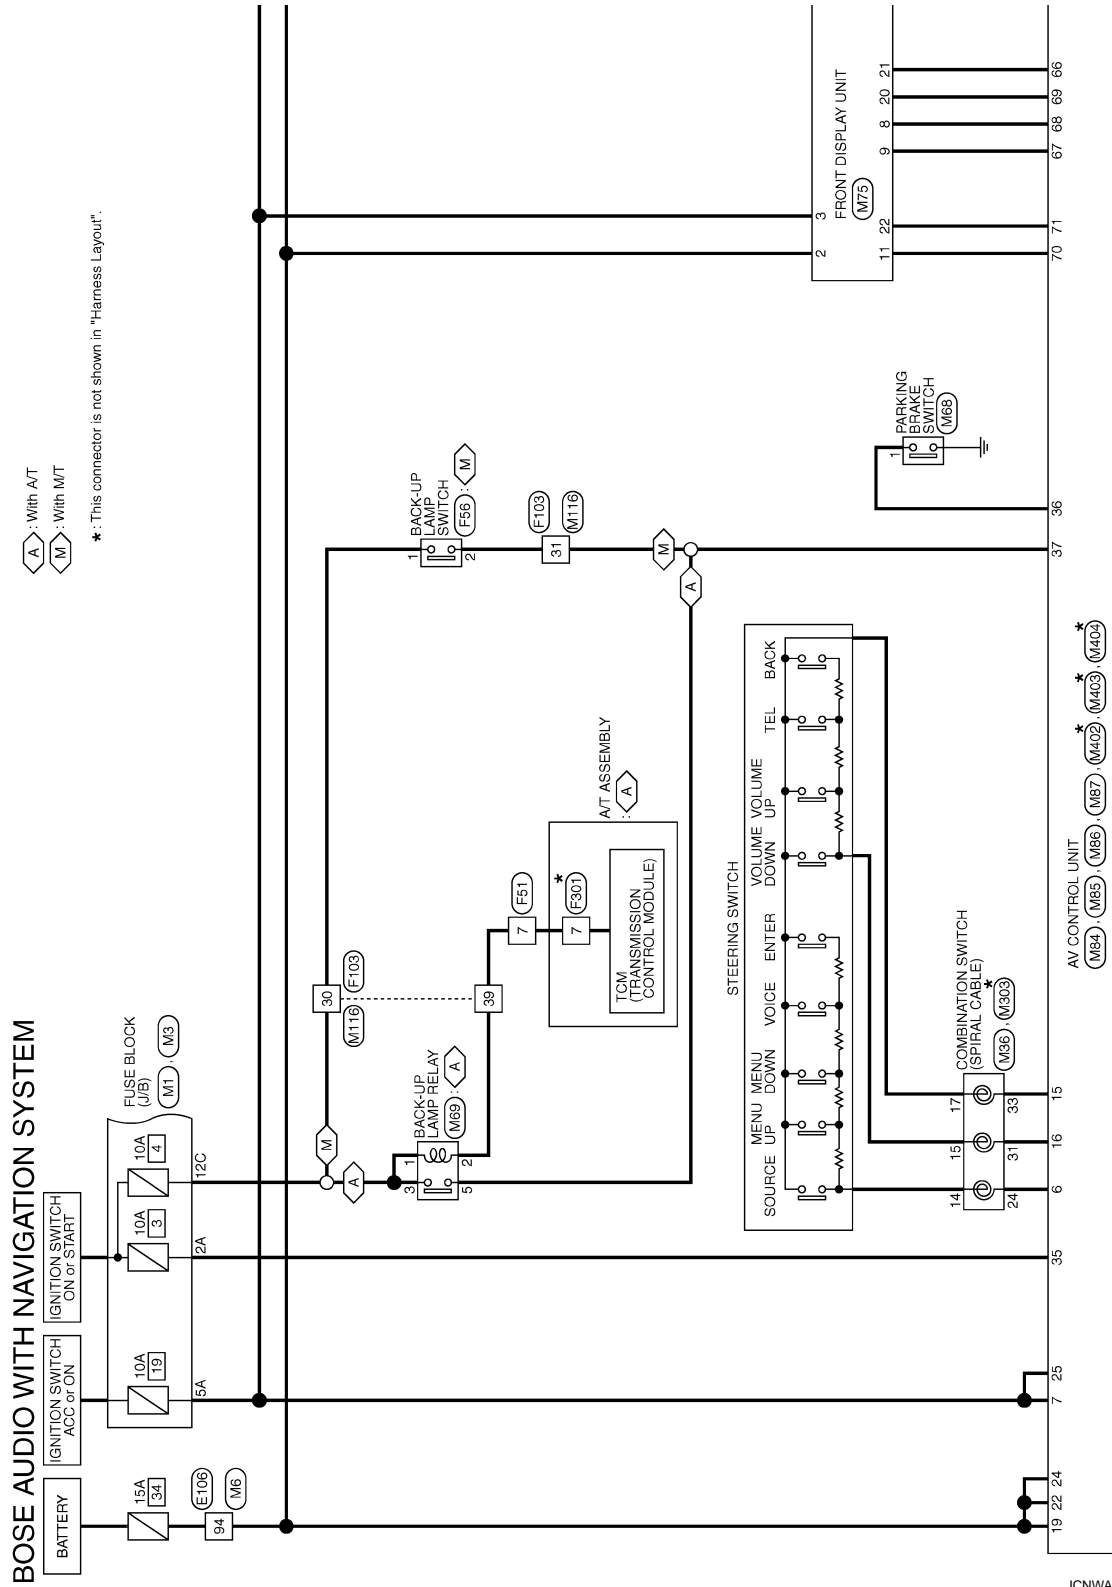 BOSE AUDIO WITH NAVIGATION SYSTEM
A : With A/T
M : With M/T
* : This connector is not shown in "Harness Layout".
BATTERY
15A
34
94
E106
M6
IGNITION SWITCH
ACC or ON
10A
19
5A
IGNITION SWITCH
ON or START
10A
3
2A
10A
4
12C
FUSE BLOCK
(J/B)
M1 , M3
M
A
30
M116
F103
39
BACK-UP
LAMP RELAY
M69 : A
1
2
3
5
7
F51
7
F301
*
A/T ASSEMBLY
: A
TCM
(TRANSMISSION
CONTROL MODULE)
BACK-UP
LAMP
SWITCH
F56 : M
1
2
31
F103
M116
M
A
STEERING SWITCH
SOURCE
MENU
UP
MENU
DOWN
VOICE
ENTER
VOLUME
DOWN
VOLUME
UP
TEL
BACK
COMBINATION SWITCH
(SPIRAL CABLE)
M36 , M303
*
14
15
17
24
31
33
PARKING
BRAKE
SWITCH
M68
1
FRONT DISPLAY UNIT
M75
2
3
11
22
9
8
20
21
19
22
24
7
25
35
6
16
15
37
36
70
71
67
68
69
66
AV CONTROL UNIT
M84 , M85 , M86 , M87 , M402 , M403 , M404
* * *